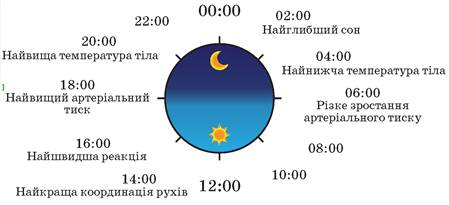 00:00
02:00
Найглибший сон
04:00
Найнижча температура тіла
06:00
Різке зростання
артеріального тиску
08:00
10:00
12:00
14:00
Найкраща координація рухів
16:00
Найшвидша реакція
18:00
Найвищий артеріальний
тиск
20:00
Найвища температура тіла
22:00